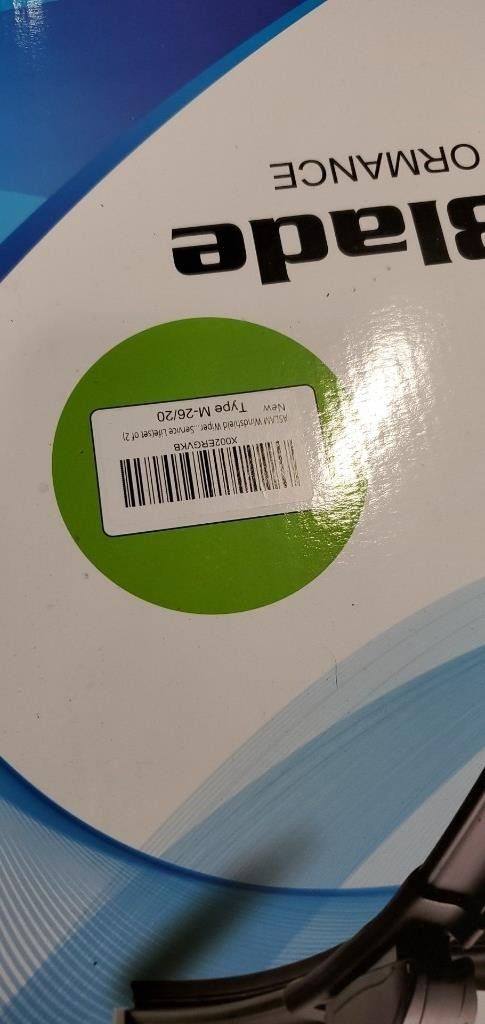 ORMANCE
Blade
X002ERGVKB
ASLAM Windshield Wiper...Service Life(set of 2)
New Type M-26/20